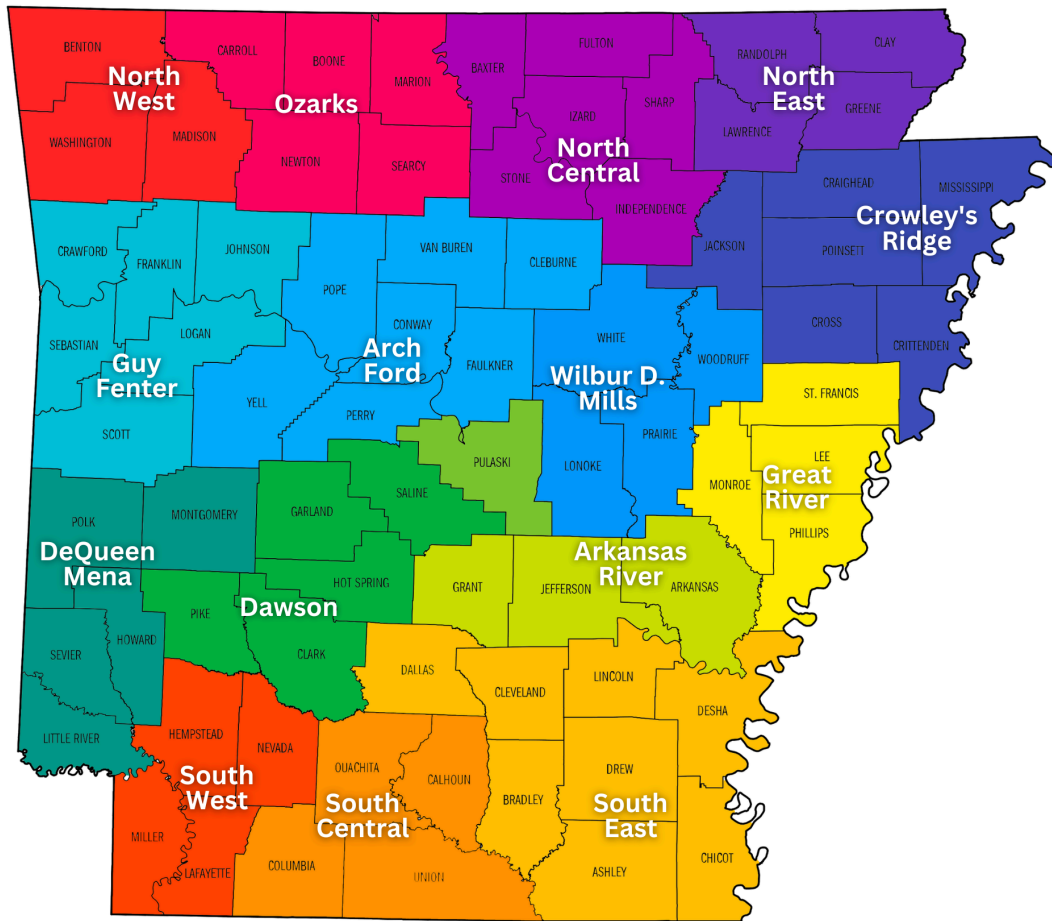 BENTON
CARROLL
BOONE
MARION
BAXTER
FULTON
RANDOLPH
CLAY
North
West
Ozarks
SHARP
North
East
GREENE
IZARD
WASHINGTON
MADISON
NEWTON
SEARCY
STONE
North
Central
LAWRENCE
INDEPENDENCE
CRAIGHEAD
MISSISSIPPI
Crowley's
Ridge
JACKSON
POINSETT
CRAWFORD
FRANKLIN
JOHNSON
VAN BUREN
CLEBURNE
POPE
CONWAY
WHITE
CROSS
CRITTENDEN
SEBASTIAN
LOGAN
Guy
Fenter
Arch
Ford
FAULKNER
Wilbur D.
Mills
WOODRUFF
YELL
PERRY
ST. FRANCIS
SCOTT
PULASKI
LONOKE
PRAIRIE
LEE
MONROE
Great
River
PHILLIPS
POLK
MONTGOMERY
GARLAND
SALINE
DeQueen
Mena
HOT SPRING
GRANT
JEFFERSON
Arkansas
River
ARKANSAS
PIKE
Dawson
CLARK
HOWARD
SEVIER
DALLAS
CLEVELAND
LINCOLN
DESHA
LITTLE RIVER
HEMPSTEAD
NEVADA
OUACHITA
CALHOUN
BRADLEY
DREW
South
West
South
Central
South
East
MILLER
LAFAYETTE
COLUMBIA
UNION
ASHLEY
CHICOT